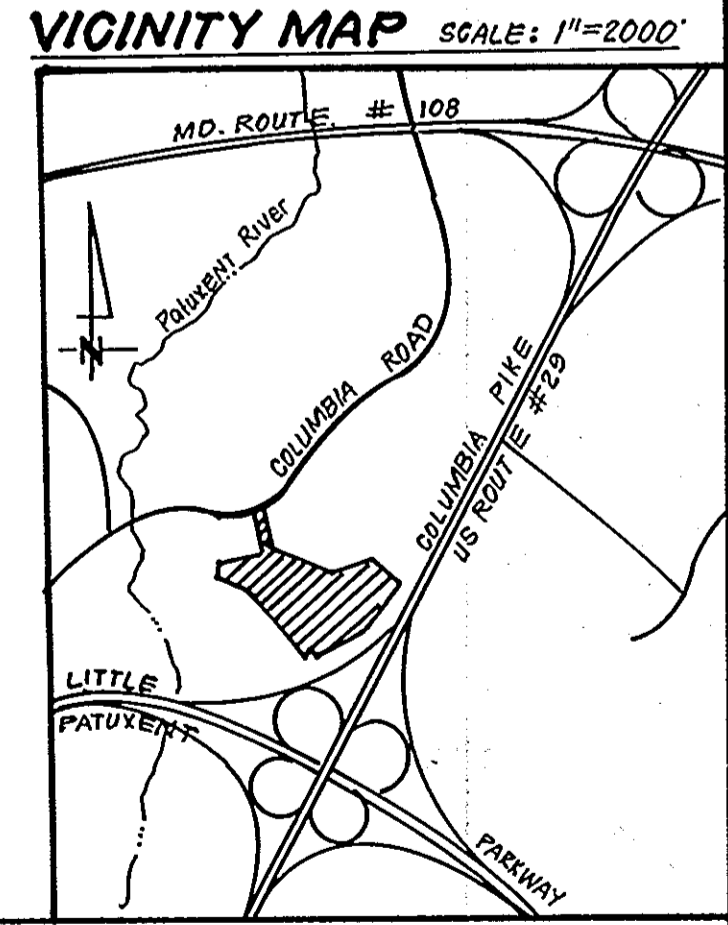 VICINITY MAP SCALE: 1"=2000'
MD. ROUTE. # 108
Patuxent River
N
COLUMBIA ROAD
COLUMBIA PIKE
US ROUTE #29
LITTLE
PATUXENT
PARKWAY